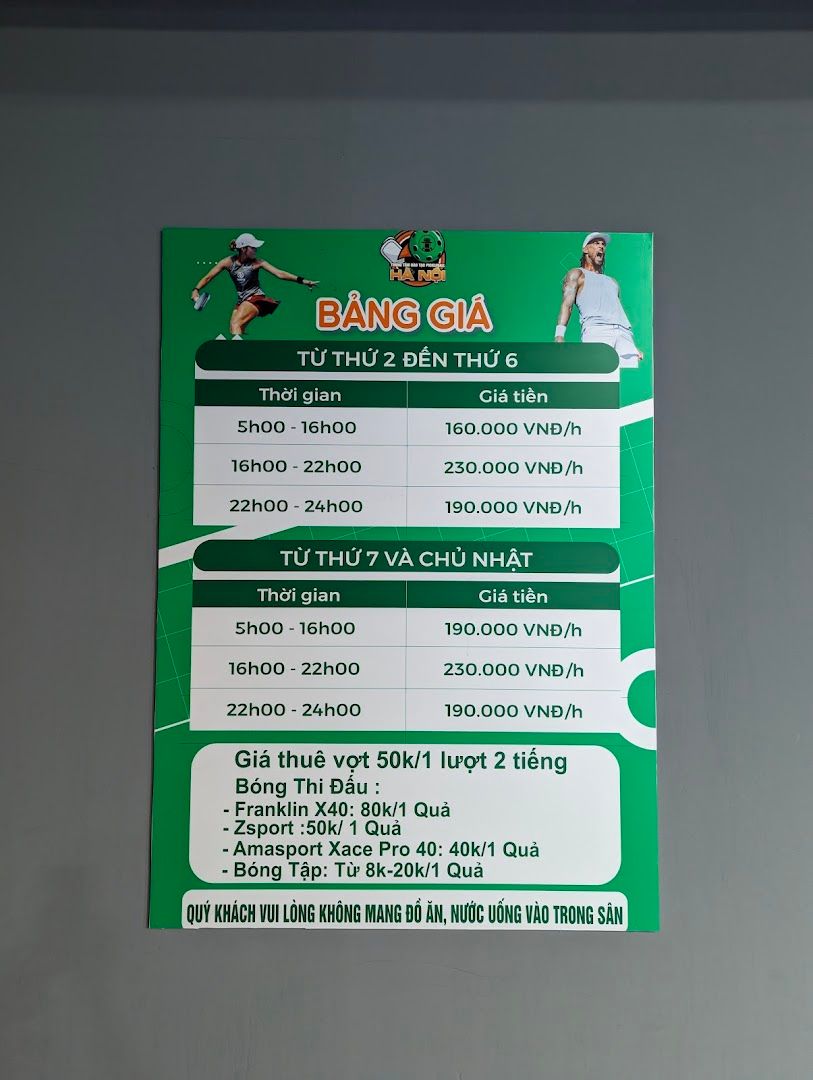 TRUNG TÂM ĐÀO TẠO PICKLEBALL
HÀ NỘI
BẢNG GIÁ
TỪ THỨ 2 ĐẾN THỨ 6
Thời gian Giá tiền
5h00 - 16h00 160.000 VNĐ/h
16h00 - 22h00 230.000 VNĐ/h
22h00 - 24h00 190.000 VNĐ/h
TỪ THỨ 7 VÀ CHỦ NHẬT
Thời gian Giá tiền
5h00 - 16h00 190.000 VNĐ/h
16h00 - 22h00 230.000 VNĐ/h
22h00 - 24h00 190.000 VNĐ/h
Giá thuê vợt 50k/1 lượt 2 tiếng
Bóng Thi Đấu :
- Franklin X40: 80k/1 Quả
- Zsport :50k/ 1 Quả
- Amasport Xace Pro 40: 40k/1 Quả
- Bóng Tập: Từ 8k-20k/1 Quả
QUÝ KHÁCH VUI LÒNG KHÔNG MANG ĐỒ ĂN, NƯỚC UỐNG VÀO TRONG SÂN